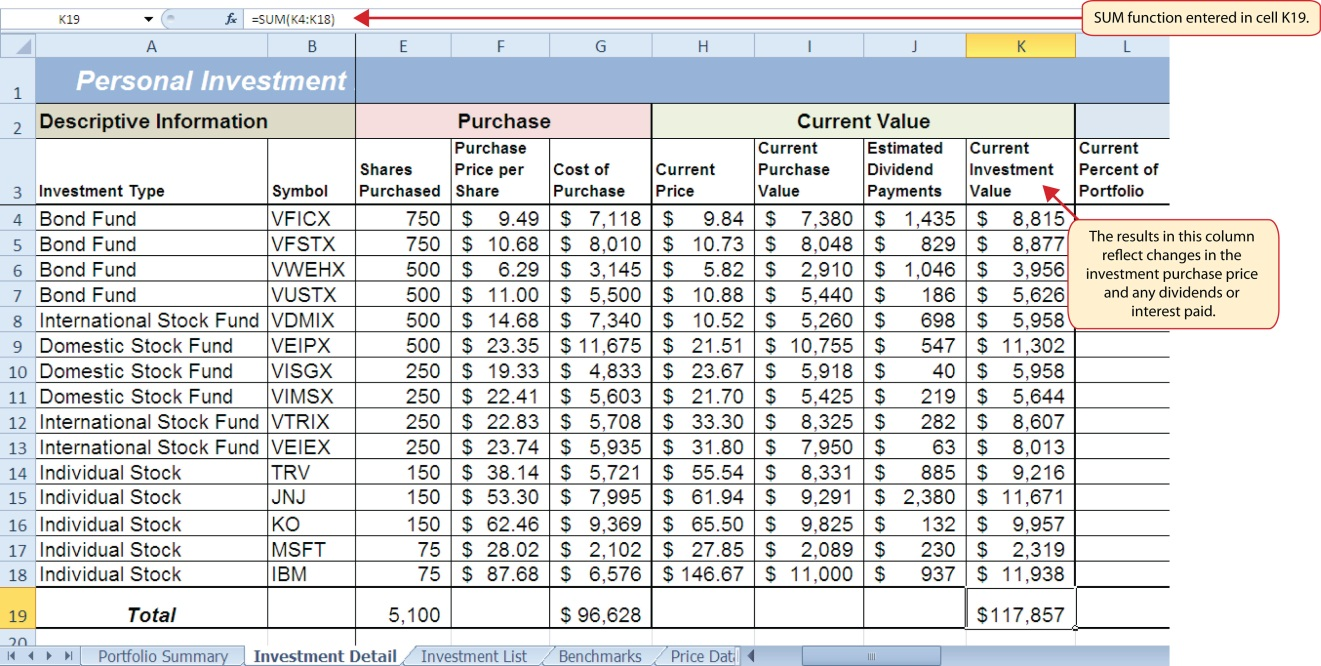 K19 fx =SUM(K4:K18) SUM function entered in cell K19.
A B E F G H I J K L
1 Personal Investment
2 Descriptive Information Purchase Current Value
3 Investment Type Symbol Shares Purchased Purchase Price per Share Cost of Purchase Current Price Current Purchase Value Estimated Dividend Payments Current Investment Value Current Percent of Portfolio
4 Bond Fund VFICX 750 $ 9.49 $ 7,118 $ 9.84 $ 7,380 $ 1,435 $ 8,815
5 Bond Fund VFSTX 750 $ 10.68 $ 8,010 $ 10.73 $ 8,048 $ 829 $ 8,877
6 Bond Fund VWEHX 500 $ 6.29 $ 3,145 $ 5.82 $ 2,910 $ 1,046 $ 3,956
7 Bond Fund VUSTX 500 $ 11.00 $ 5,500 $ 10.88 $ 5,440 $ 186 $ 5,626
8 International Stock Fund VDMIX 500 $ 14.68 $ 7,340 $ 10.52 $ 5,260 $ 698 $ 5,958
The results in this column
reflect changes in the
investment purchase price
and any dividends or
interest paid.
9 Domestic Stock Fund VEIPX 500 $ 23.35 $ 11,675 $ 21.51 $ 10,755 $ 547 $ 11,302
10 Domestic Stock Fund VISGX 250 $ 19.33 $ 4,833 $ 23.67 $ 5,918 $ 40 $ 5,958
11 Domestic Stock Fund VIMSX 250 $ 22.41 $ 5,603 $ 21.70 $ 5,425 $ 219 $ 5,644
12 International Stock Fund VTRIX 250 $ 22.83 $ 5,708 $ 33.30 $ 8,325 $ 282 $ 8,607
13 International Stock Fund VEIEX 250 $ 23.74 $ 5,935 $ 31.80 $ 7,950 $ 63 $ 8,013
14 Individual Stock TRV 150 $ 38.14 $ 5,721 $ 55.54 $ 8,331 $ 885 $ 9,216
15 Individual Stock JNJ 150 $ 53.30 $ 7,995 $ 61.94 $ 9,291 $ 2,380 $ 11,671
16 Individual Stock KO 150 $ 62.46 $ 9,369 $ 65.50 $ 9,825 $ 132 $ 9,957
17 Individual Stock MSFT 75 $ 28.02 $ 2,102 $ 27.85 $ 2,089 $ 230 $ 2,319
18 Individual Stock IBM 75 $ 87.68 $ 6,576 $ 146.67 $ 11,000 $ 937 $ 11,938
19 Total 5,100 $ 96,628 $117,857
20
Portfolio Summary Investment Detail Investment List Benchmarks Price Dat